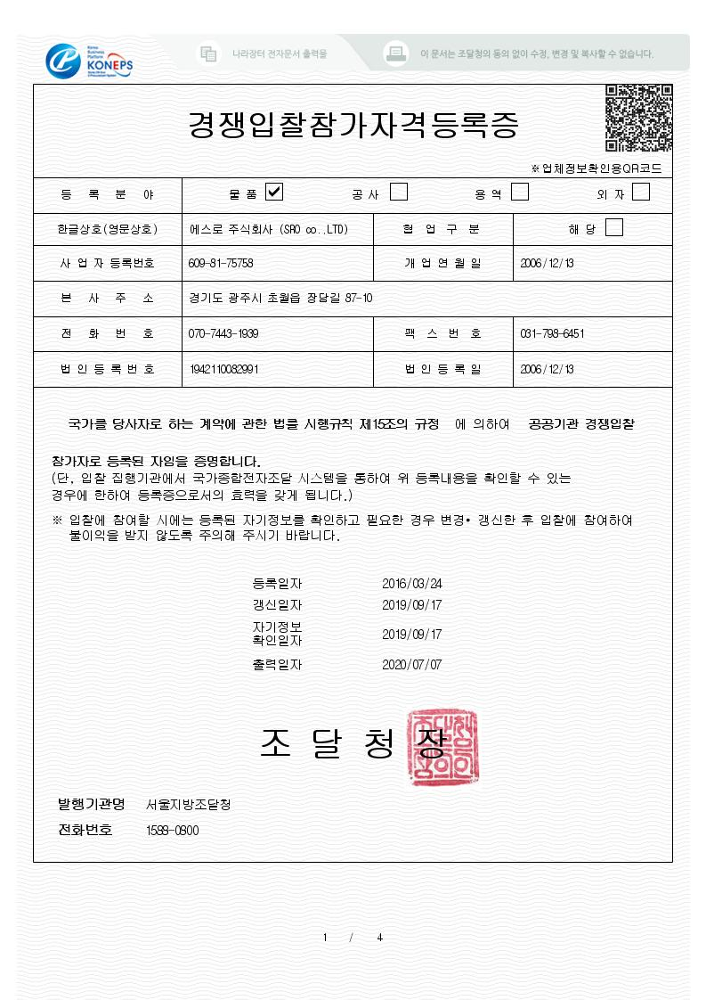 Korea
Business
Platform
KONEPS
나라장터 전자문서 출력물
이 문서는 조달청의 동의 없이 수정, 변경 및 복사할 수 없습니다.
경쟁입찰참가자격등록증
※업체정보확인용QR코드
등 록 분 야 물 품 공 사 용 역 외 자
한글상호(영문상호) 에스로 주식회사 (SRO co.,LTD) 협 업 구 분 해 당
사 업 자 등록번호 609-81-75758 개 업 연 월 일 2006/12/13
본 사 주 소 경기도 광주시 초월읍 장담길 87-10
전 화 번 호 070-7443-1939 팩 스 번 호 031-798-6451
법 인 등 록 번 호 1942110082991 법 인 등 록 일 2006/12/13
국가를 당사자로 하는 계약에 관한 법률 시행규칙 제15조의 규정 에 의하여 공공기관 경쟁입찰
참가자로 등록된 자임을 증명합니다.
(단, 입찰 집행기관에서 국가종합전자조달 시스템을 통하여 위 등록내용을 확인할 수 있는
경우에 한하여 등록증으로서의 효력을 갖게 됩니다.)
※ 입찰에 참여할 시에는 등록된 자기정보를 확인하고 필요한 경우 변경• 갱신한 후 입찰에 참여하여
불이익을 받지 않도록 주의해 주시기 바랍니다.
등록일자 2016/03/24
갱신일자 2019/09/17
자기정보
확인일자 2019/09/17
출력일자 2020/07/07
조 달 청 장
발행기관명 서울지방조달청
전화번호 1588-0800
1 / 4